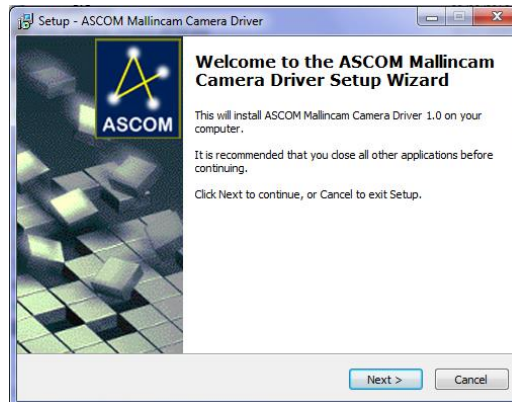 Setup - ASCOM Mallincam Camera Driver
ASCOM
Welcome to the ASCOM Mallincam
Camera Driver Setup Wizard
This will install ASCOM Mallincam Camera Driver 1.0 on your
computer.
It is recommended that you close all other applications before
continuing.
Click Next to continue, or Cancel to exit Setup.
Next >
Cancel